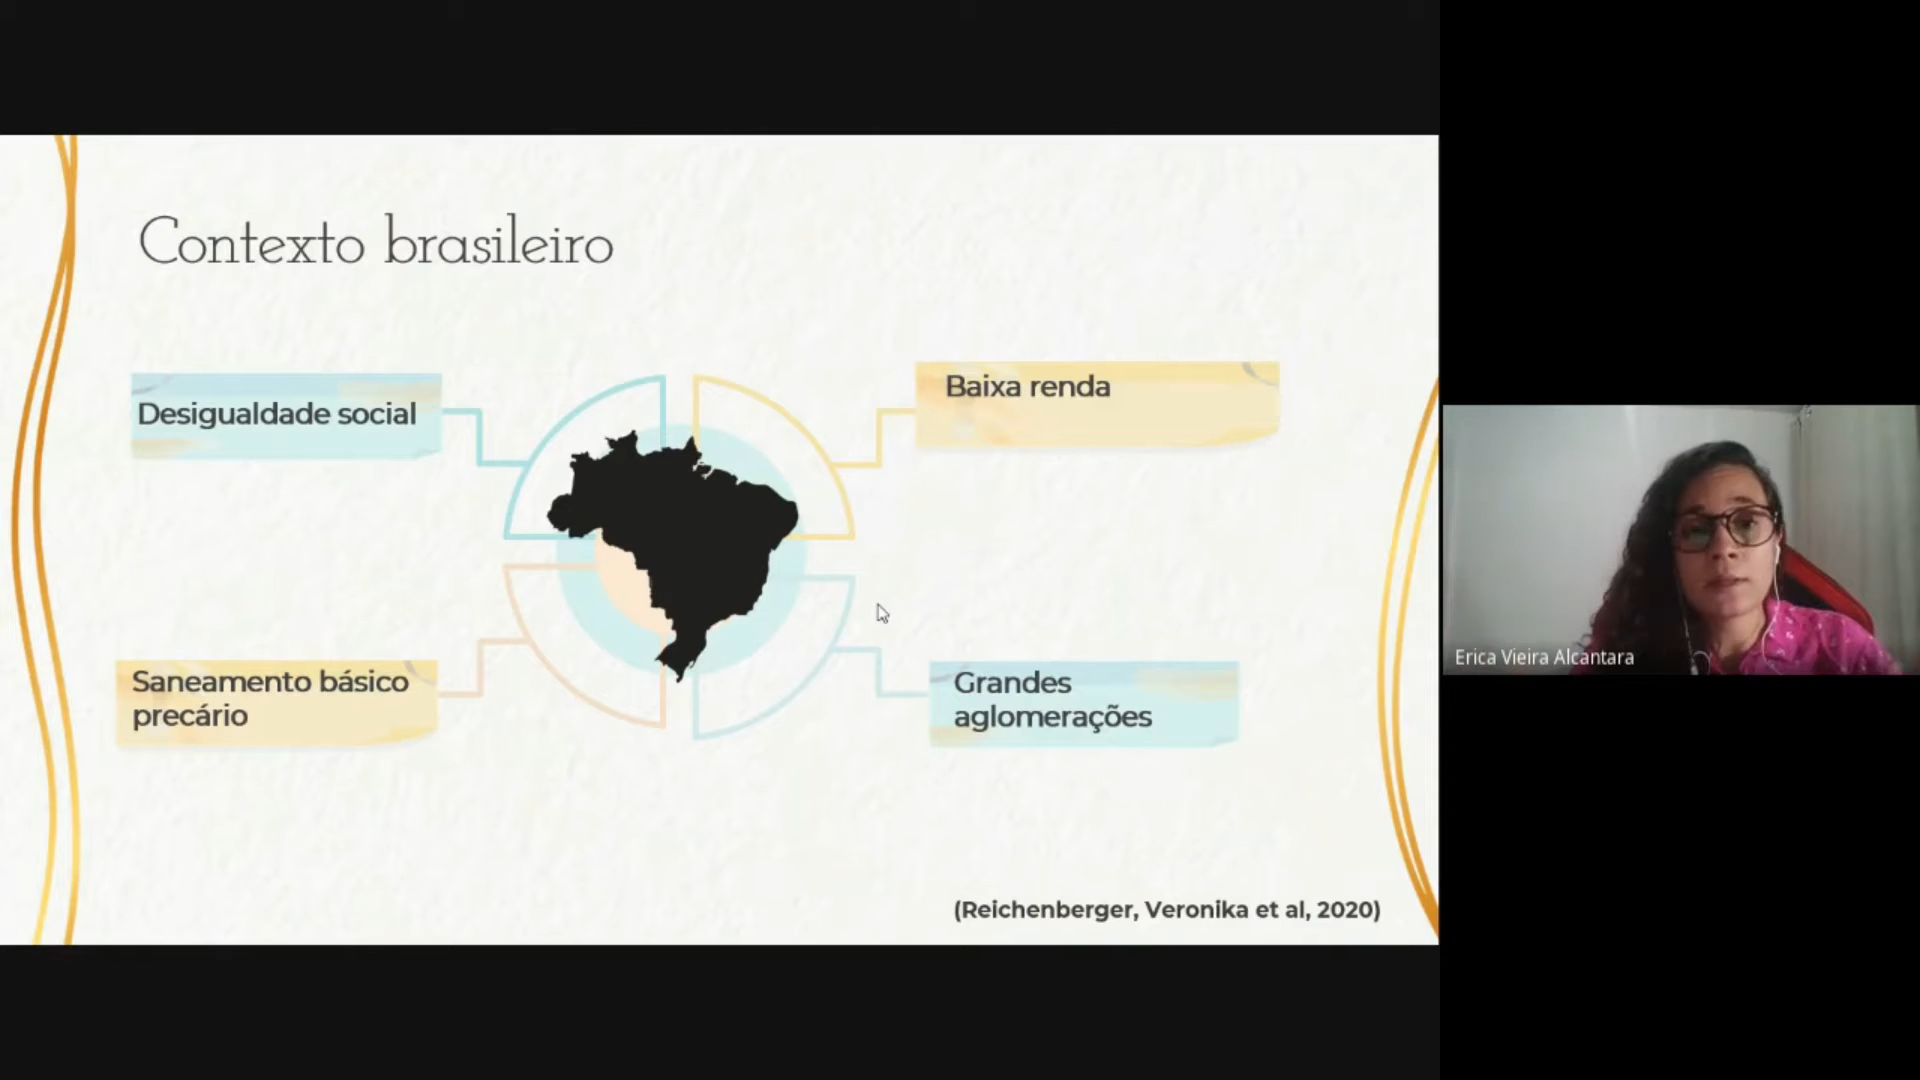 Contexto brasileiro
Desigualdade social
Baixa renda
Saneamento básico
precário
Grandes
aglomerações
(Reichenberger, Veronika et al, 2020)
Erica Vieira Alcantara